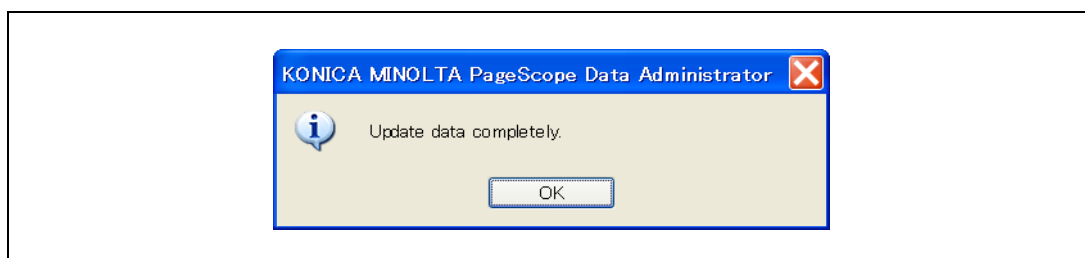 KONICA MINOLTA PageScope Data Administrator
Update data completely.
OK